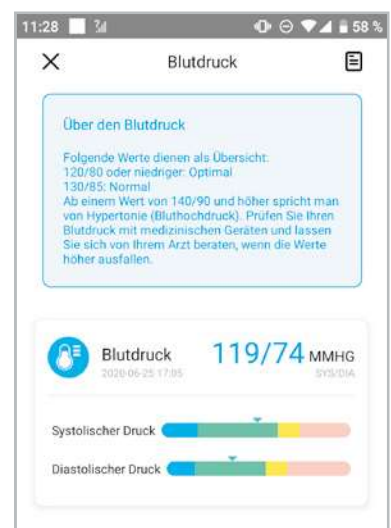 11:28 58 %
Blutdruck
Über den Blutdruck
Folgende Werte dienen als Übersicht:
120/80 oder niedriger: Optimal
130/85: Normal
Ab einem Wert von 140/90 und höher spricht man
von Hypertonie (Bluthochdruck). Prüfen Sie Ihren
Blutdruck mit medizinischen Geräten und lassen
Sie sich von Ihrem Arzt beraten, wenn die Werte
höher ausfallen.
Blutdruck 119/74 MMHG
2020-06-25 17:05 SYS/DIA
Systolischer Druck
Diastolischer Druck